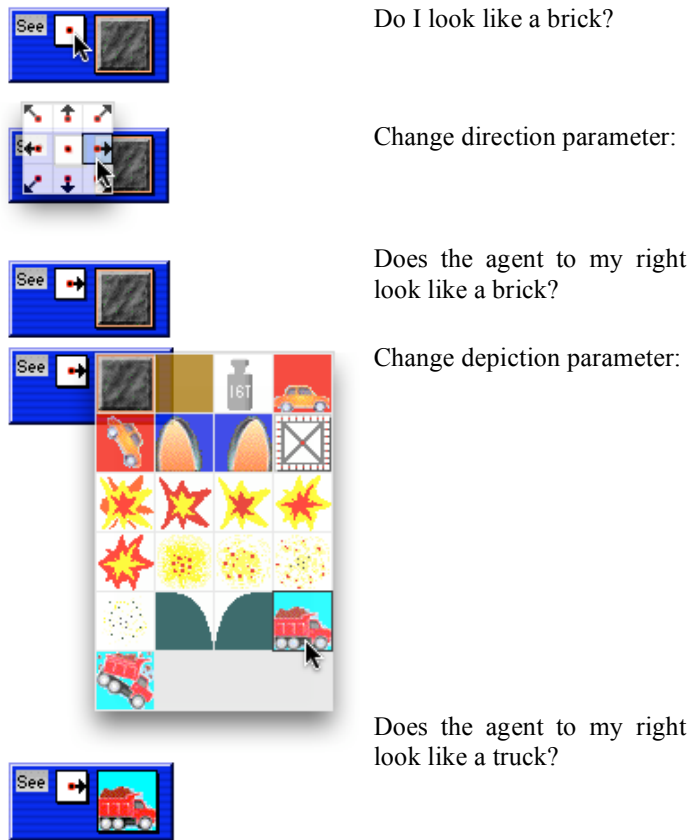 See
Do I look like a brick?
Change direction parameter:
See
Does the agent to my right
look like a brick?
See
Change depiction parameter:
16T
Does the agent to my right
look like a truck?
See